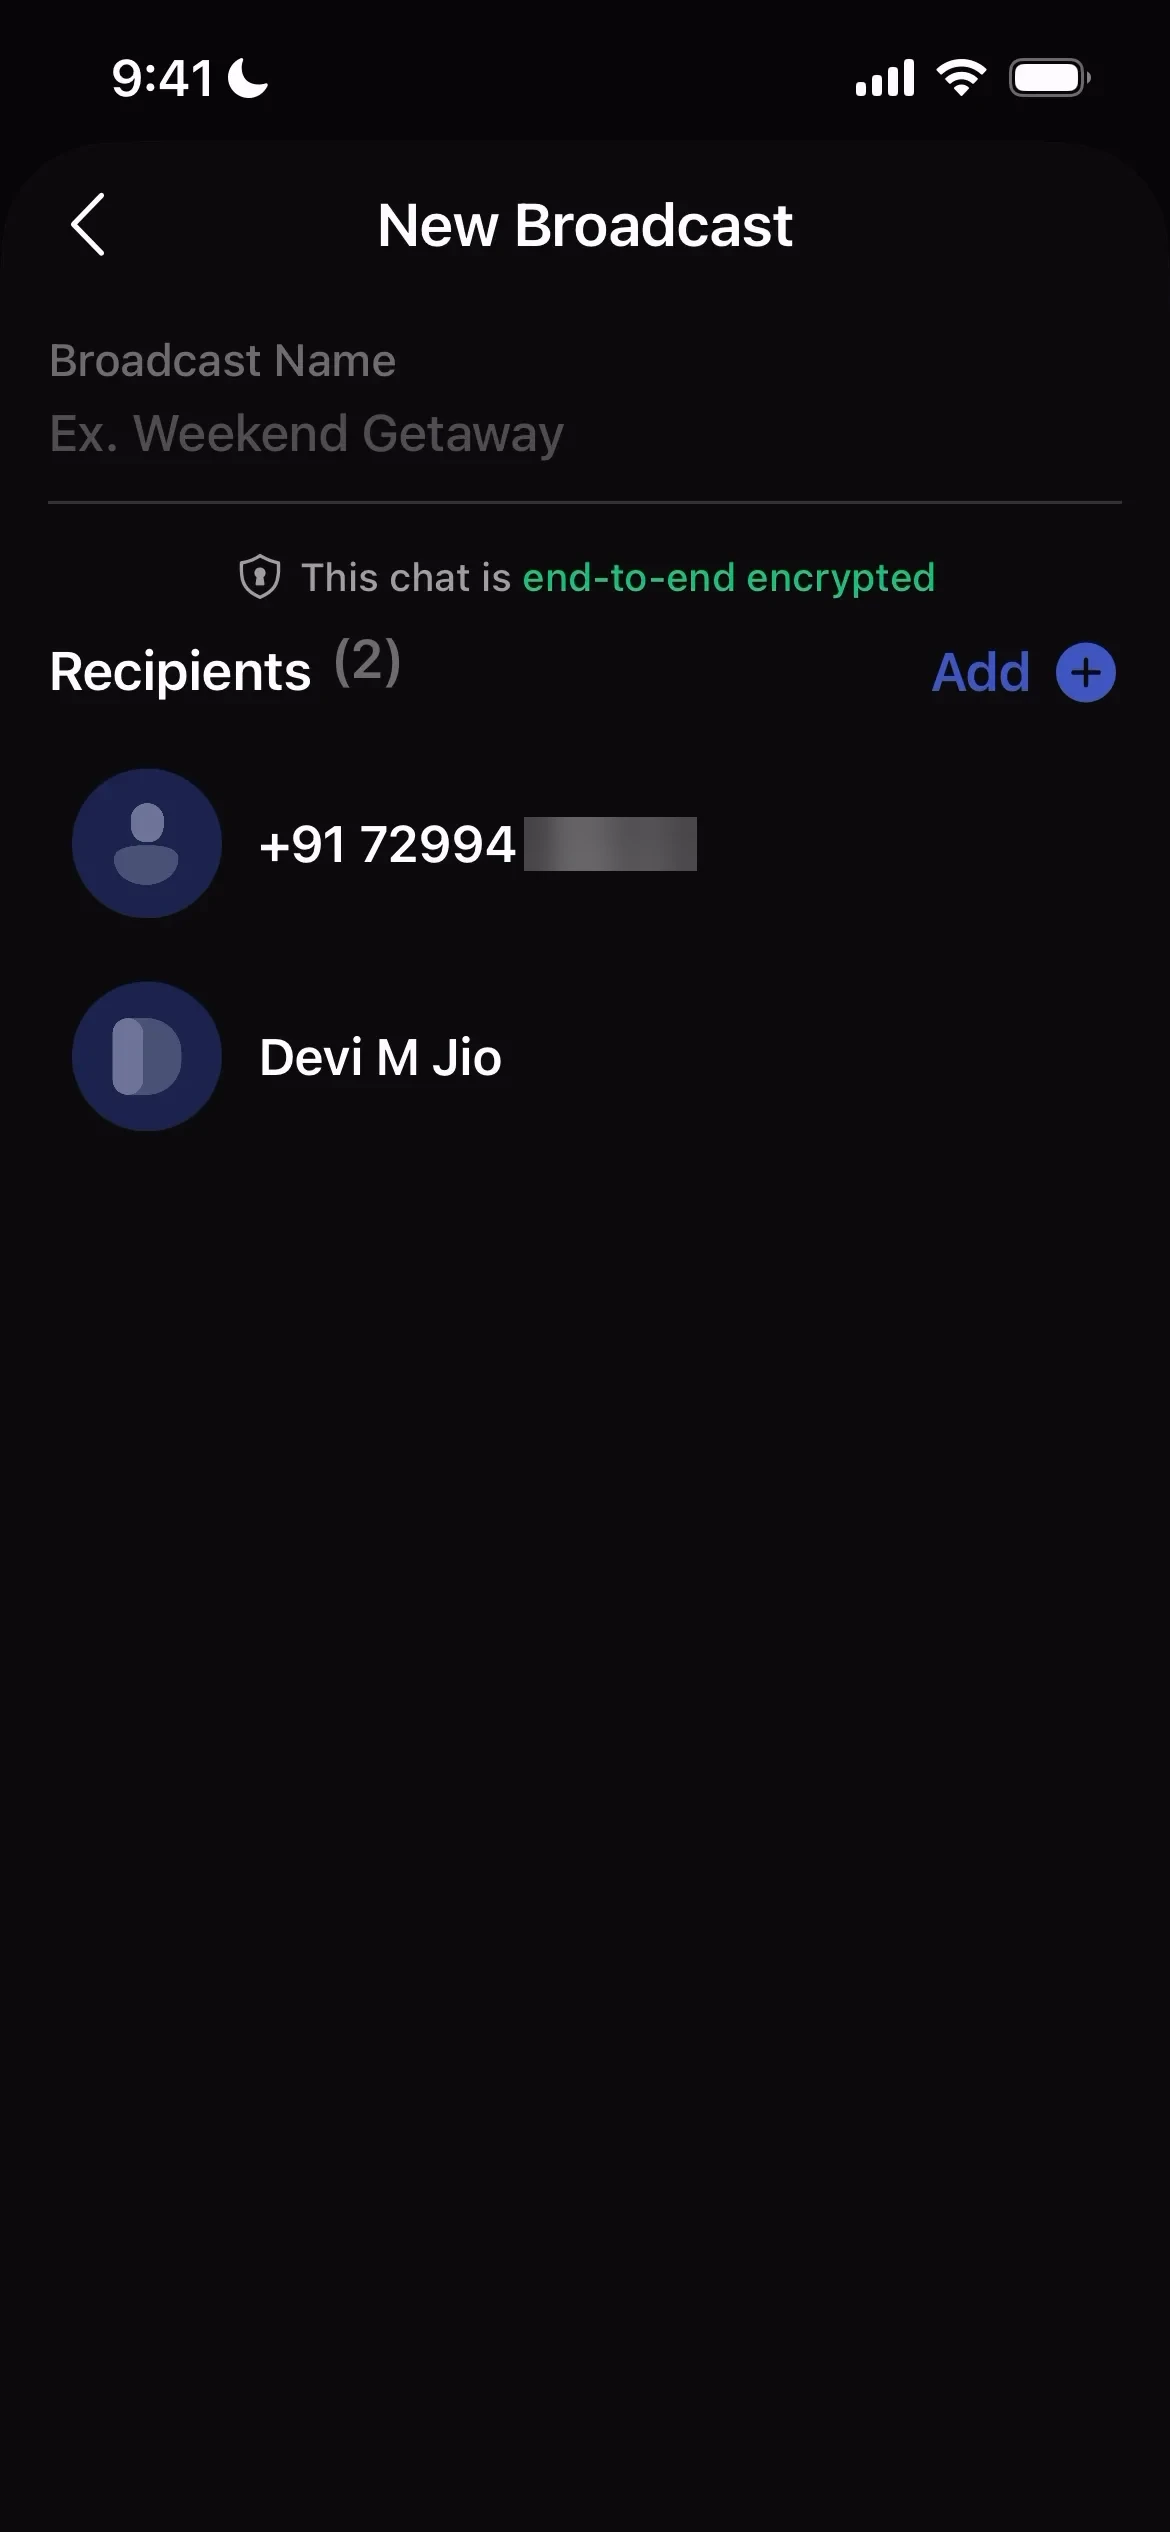 9:41
New Broadcast
Broadcast Name
Ex. Weekend Getaway
This chat is end-to-end encrypted
Recipients (2) Add
+91 72994
Devi M Jio